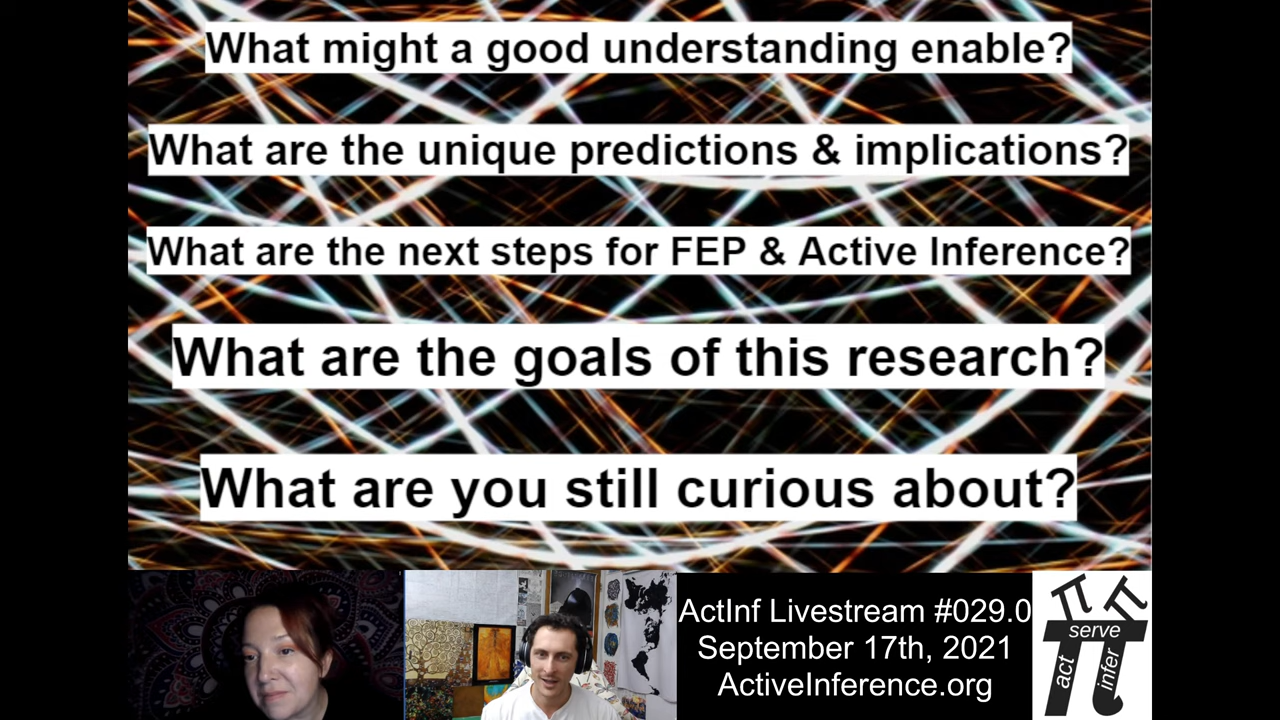 What might a good understanding enable?
What are the unique predictions & implications?
What are the next steps for FEP & Active Inference?
What are the goals of this research?
What are you still curious about?
ActInf Livestream #029.0
September 17th, 2021
ActiveInference.org
serve
act
infer